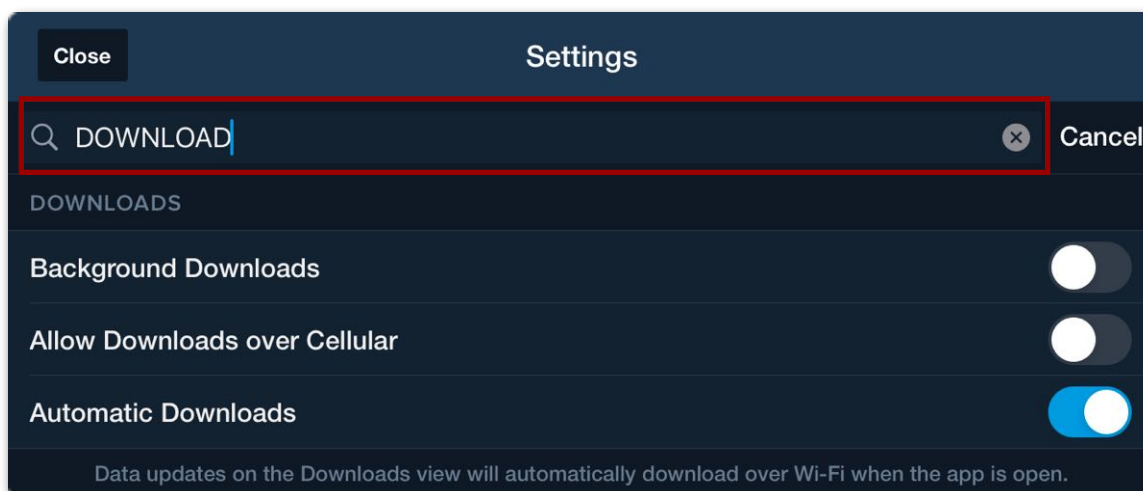 Close
Settings
DOWNLOAD
Cancel
DOWNLOADS
Background Downloads
Allow Downloads over Cellular
Automatic Downloads
Data updates on the Downloads view will automatically download over Wi-Fi when the app is open.